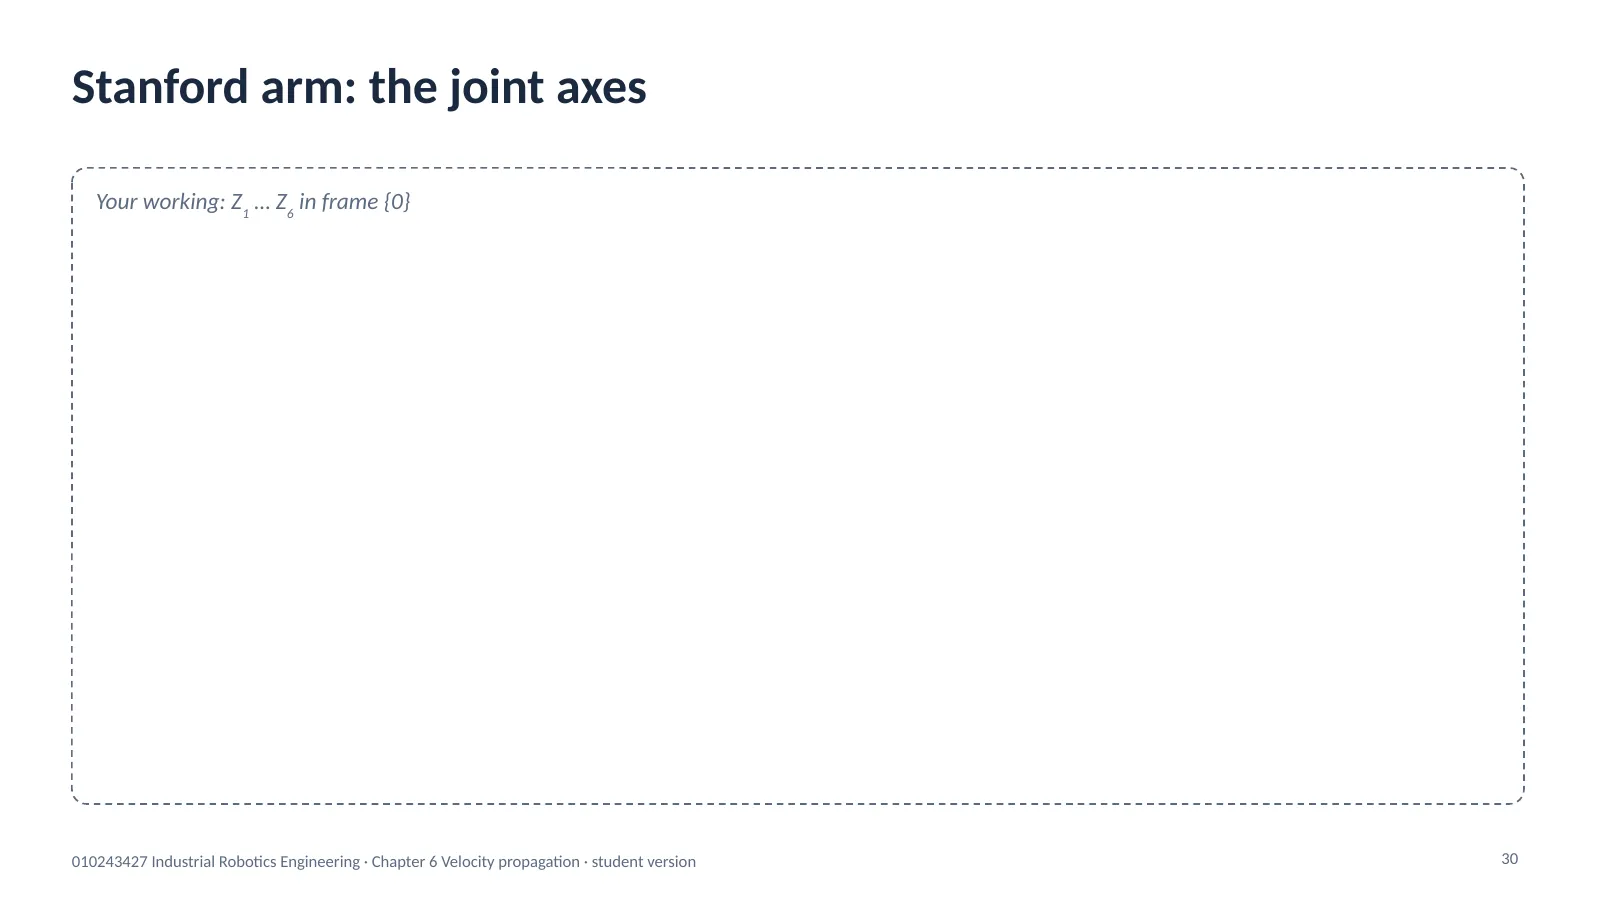 Stanford arm: the joint axes
Your working: Z₁ ... Z₆ in frame {0}
010243427 Industrial Robotics Engineering · Chapter 6 Velocity propagation · student version
30